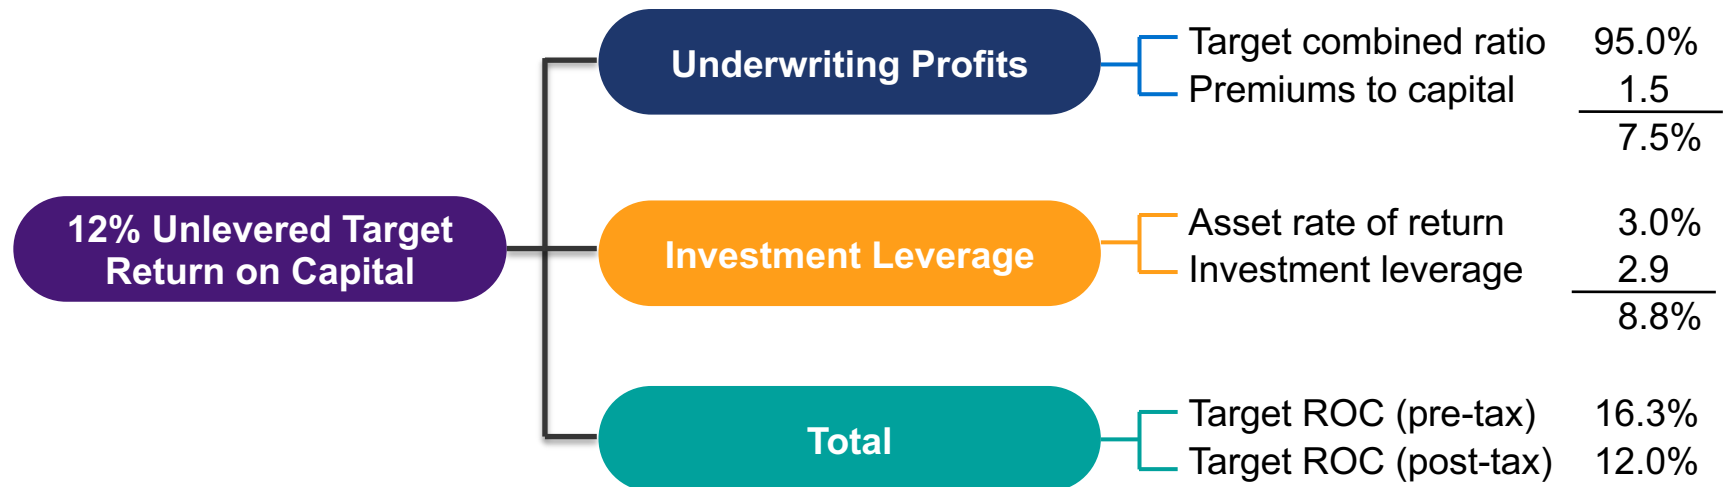 12% Unlevered Target
Return on Capital
Underwriting Profits
Target combined ratio 95.0%
Premiums to capital 1.5
7.5%
Investment Leverage
Asset rate of return 3.0%
Investment leverage 2.9
8.8%
Total
Target ROC (pre-tax) 16.3%
Target ROC (post-tax) 12.0%